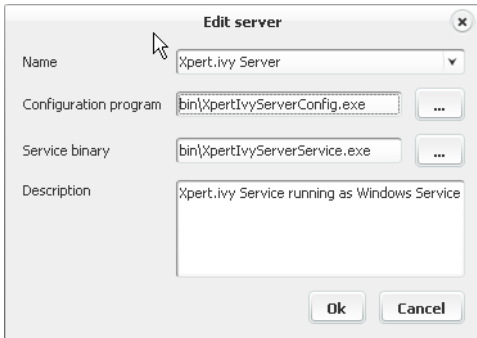 Edit server
Name
Xpert.ivy Server
Configuration program
bin\XpertIvyServerConfig.exe
...
Service binary
bin\XpertIvyServerService.exe
...
Description
Xpert.ivy Service running as Windows Service
Ok
Cancel